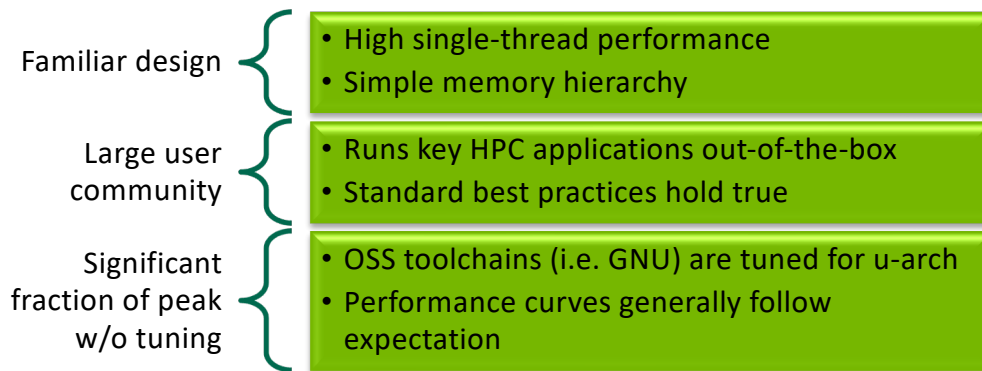 Familiar design
• High single-thread performance
• Simple memory hierarchy
Large user
community
• Runs key HPC applications out-of-the-box
• Standard best practices hold true
Significant
fraction of peak
w/o tuning
• OSS toolchains (i.e. GNU) are tuned for u-arch
• Performance curves generally follow
expectation